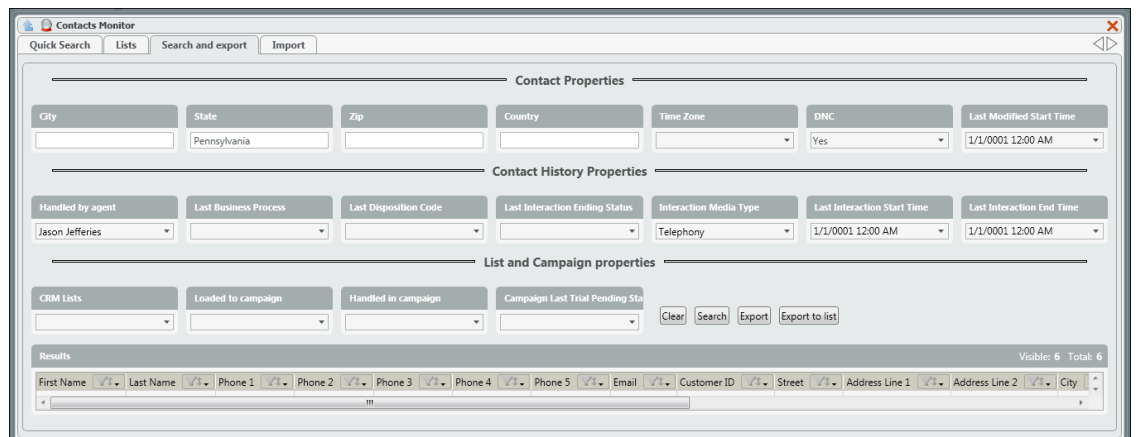 Contacts Monitor
Quick Search Lists Search and export Import
Contact Properties
City State Zip Country Time Zone DNC Last Modified Start Time
Pennsylvania Yes 1/1/0001 12:00 AM
Contact History Properties
Handled by agent Last Business Process Last Disposition Code Last Interaction Ending Status Interaction Media Type Last Interaction Start Time Last Interaction End Time
Jason Jefferies Telephony 1/1/0001 12:00 AM 1/1/0001 12:00 AM
List and Campaign properties
CRM Lists Loaded to campaign Handled in campaign Campaign Last Trial Pending Sta
Clear Search Export Export to list
Results Visible: 6 Total: 6
First Name Last Name Phone 1 Phone 2 Phone 3 Phone 4 Phone 5 Email Customer ID Street Address Line 1 Address Line 2 City